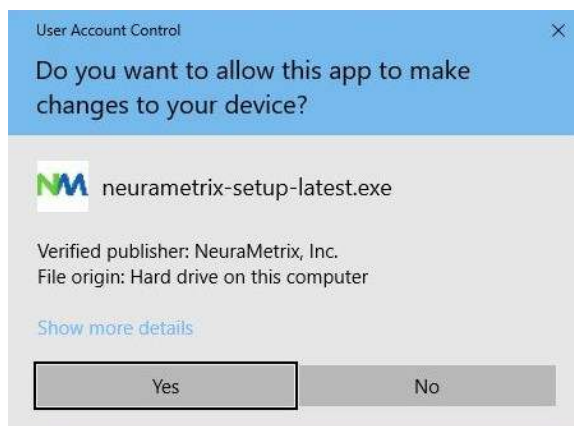 User Account Control
Do you want to allow this app to make
changes to your device?
NM
neurametrix-setup-latest.exe
Verified publisher: NeuraMetrix, Inc.
File origin: Hard drive on this computer
Show more details
Yes
No